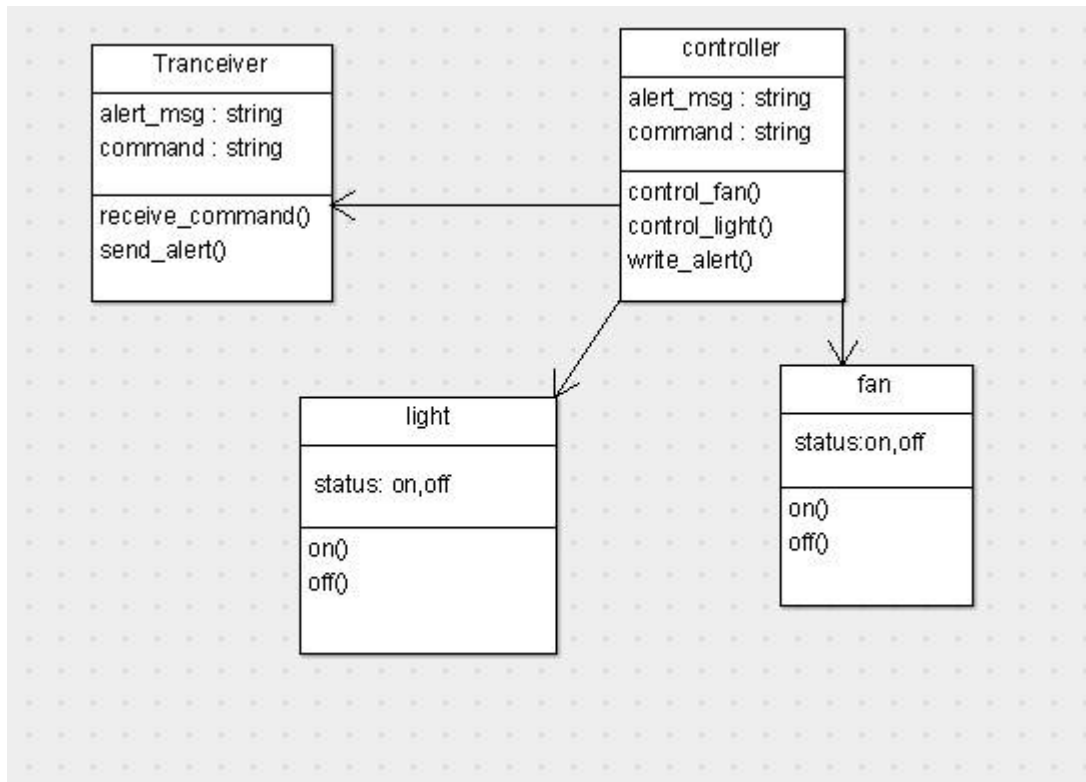 Tranceiver
alert_msg : string
command : string
receive_command()
send_alert()
controller
alert_msg : string
command : string
control_fan()
control_light()
write_alert()
light
status: on,off
on()
off()
fan
status:on,off
on()
off()